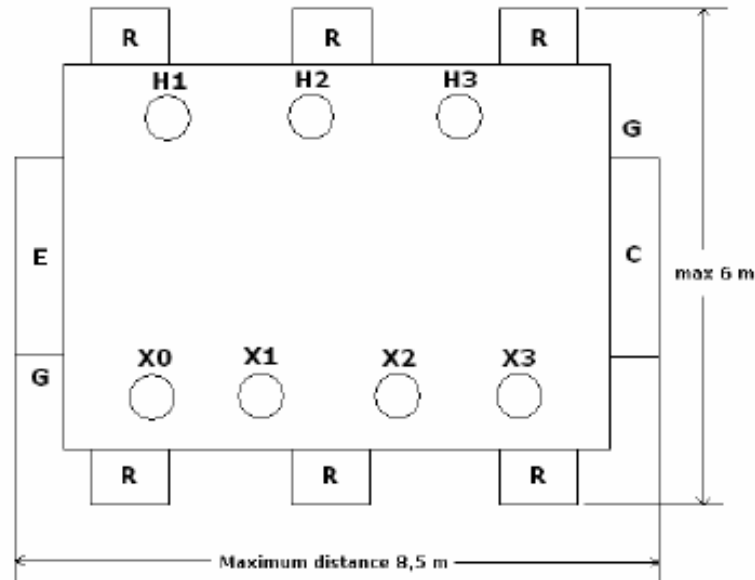 R R R
H1 H2 H3
G
E C
max 6 m
X0 X1 X2 X3
G
R R R
Maximum distance 8,5 m